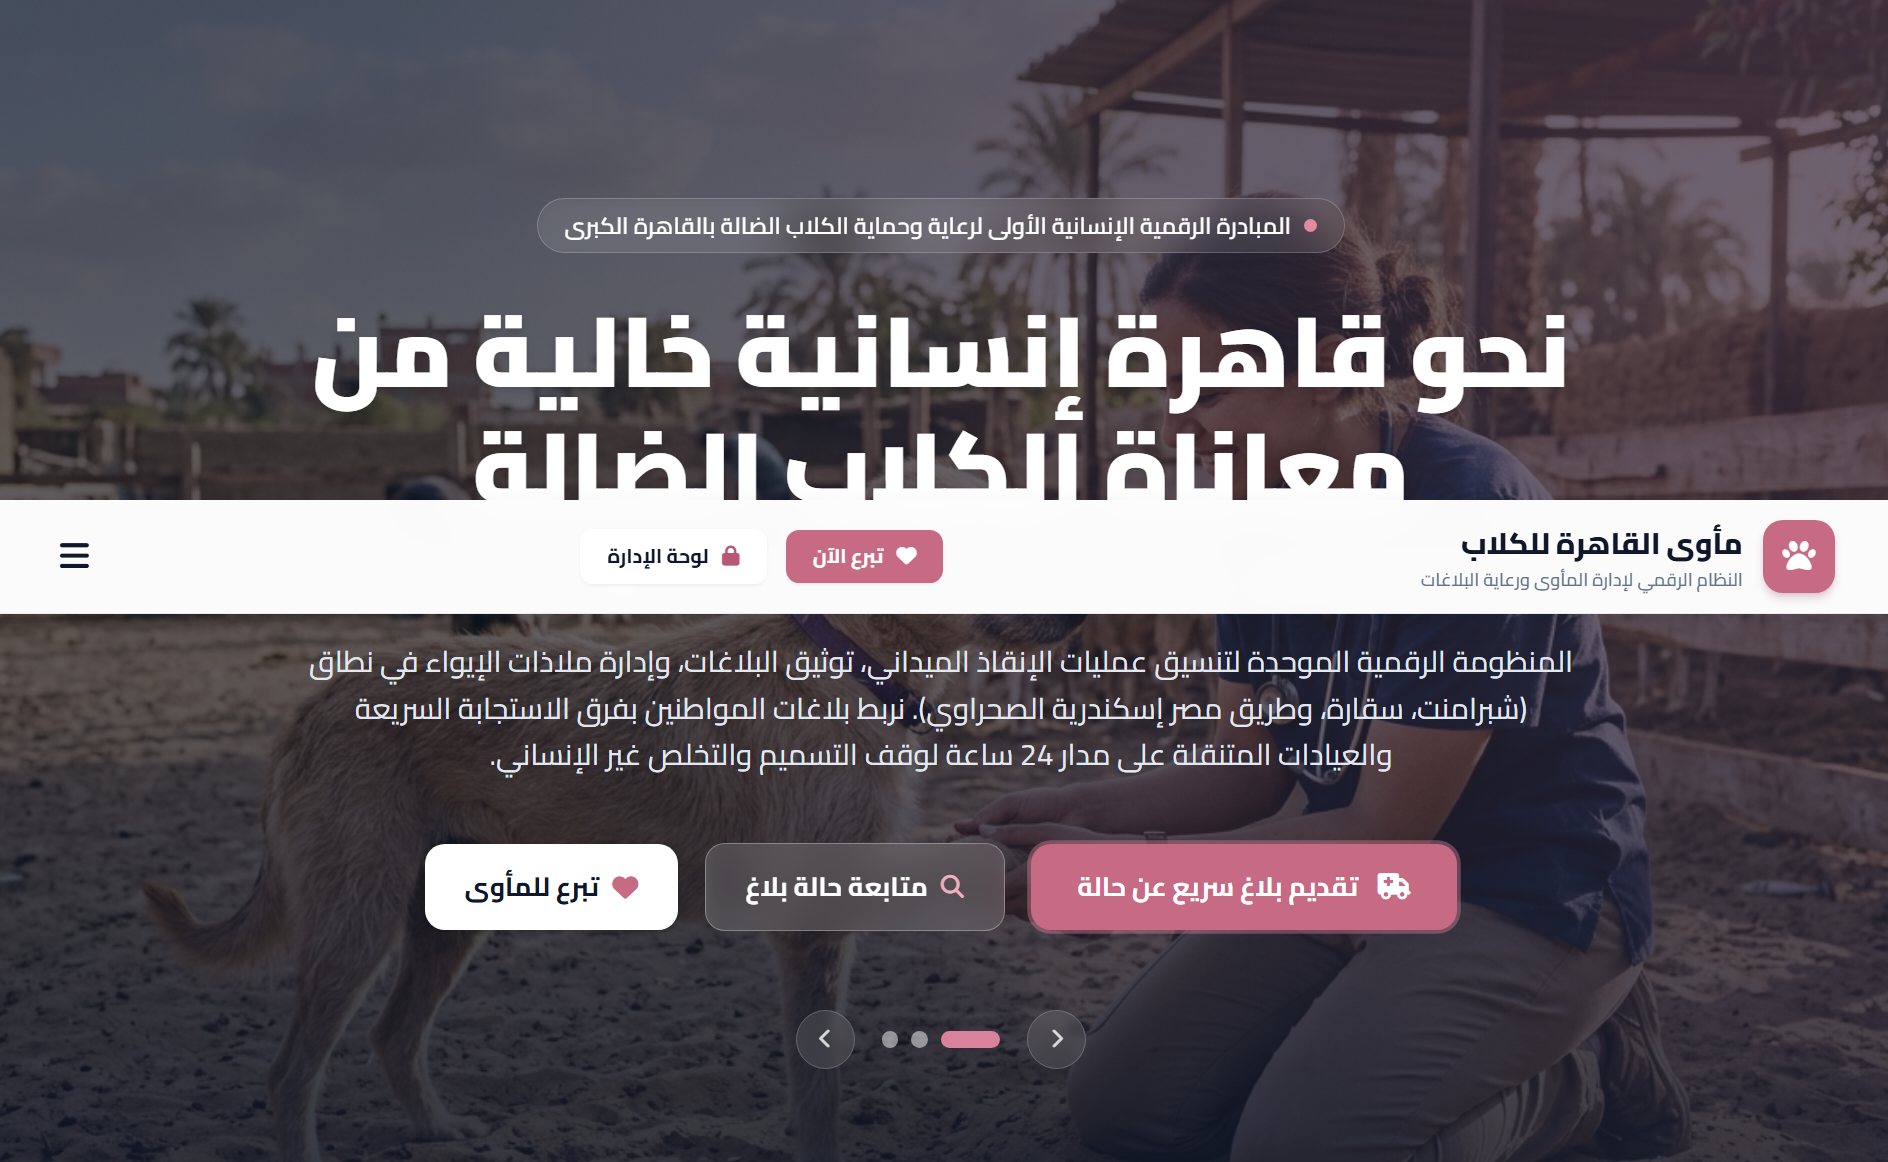 المبادرة الرقمية الإنسانية الأولى لرعاية وحماية الكلاب الضالة بالقاهرة الكبرى
نحو قاهرة إنسانية خالية من
معاناة الكلاب الضالة
مأوى القاهرة للكلاب
النظام الرقمي لإدارة المأوى ورعاية البلاغات
تبرع الآن
لوحة الإدارة
المنظومة الرقمية الموحدة لتنسيق عمليات الإنقاذ الميداني، توثيق البلاغات، وإدارة ملاذات الإيواء في نطاق
(شبرامنت، سقارة، وطريق مصر إسكندرية الصحراوي). نربط بلاغات المواطنين بفرق الاستجابة السريعة
والعيادات المتنقلة على مدار 24 ساعة لوقف التسميم والتخلص غير الإنساني.
تقديم بلاغ سريع عن حالة
متابعة حالة بلاغ
تبرع للمأوى